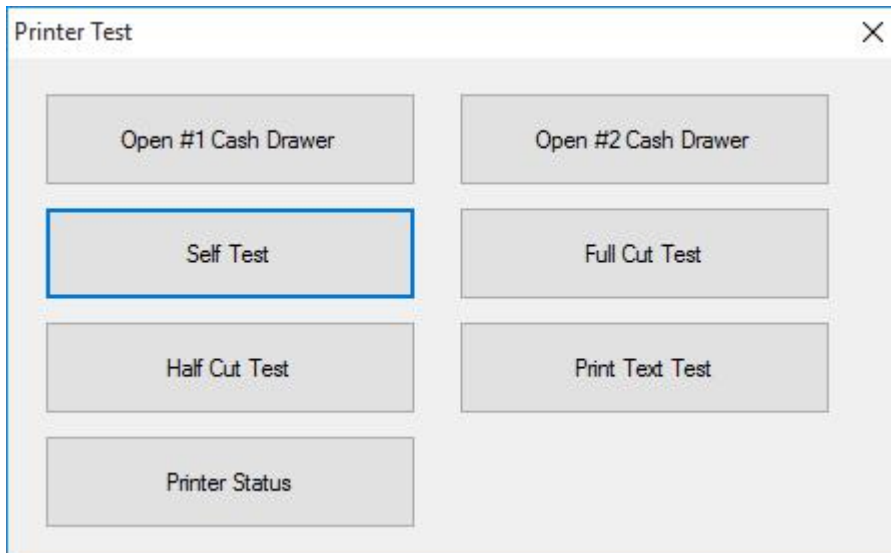 Printer Test
Open #1 Cash Drawer
Open #2 Cash Drawer
Self Test
Full Cut Test
Half Cut Test
Print Text Test
Printer Status